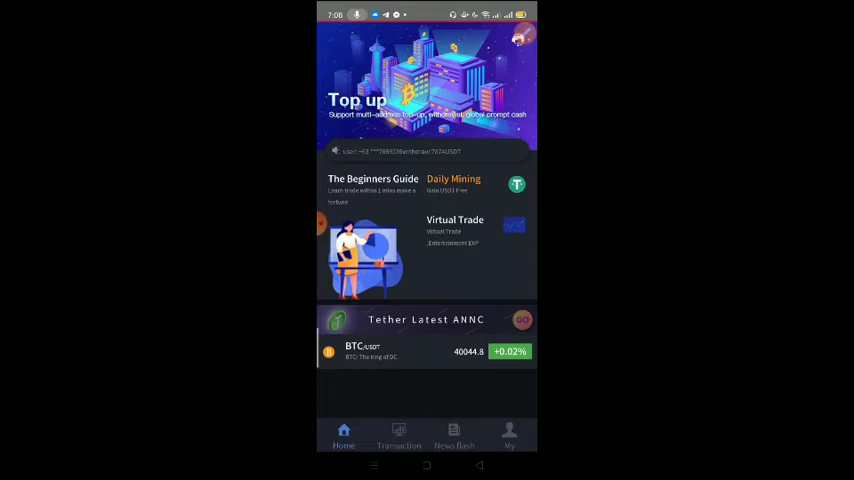 7:08
Top up
Support multi-address top-up, withdrawal, global prompt cash
The Beginners Guide
Learn trade within 1 mins make a
fortune
Daily Mining
Grin USDT Free
Virtual Trade
Virtual Trade
,Entertainment EXP
Tether Latest ANNC
GO
BTC/USDT
BTC/ The King of DC
40044.8
+0.02%
Home
Transaction
News flash
My